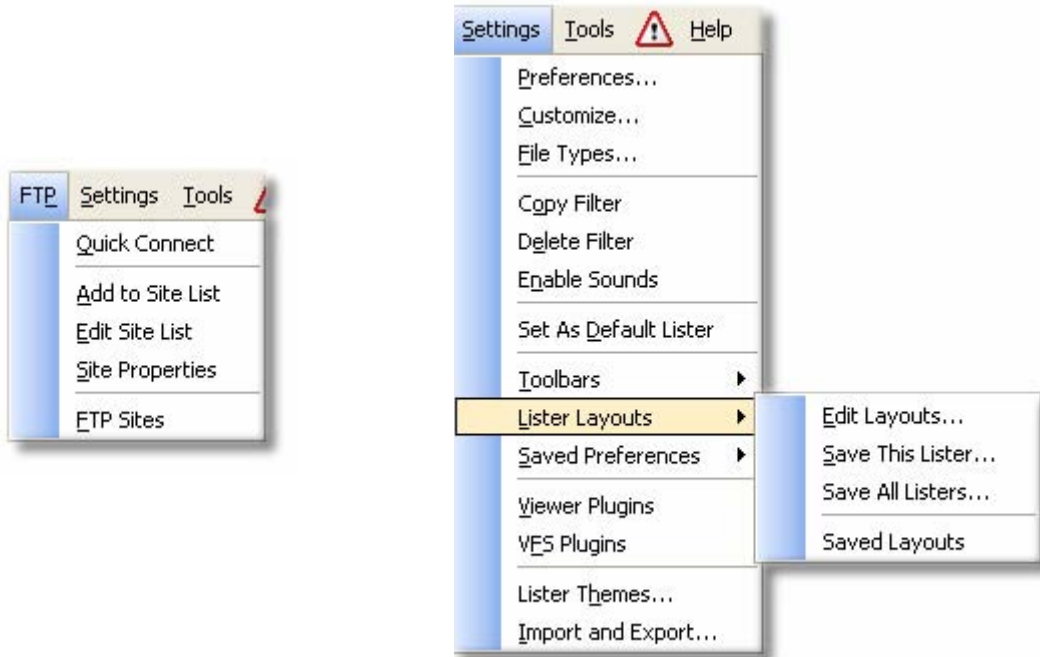 FTP Settings Tools
Quick Connect
Add to Site List
Edit Site List
Site Properties
FTP Sites
Settings Tools Help
Preferences...
Customize...
File Types...
Copy Filter
Delete Filter
Enable Sounds
Set As Default Lister
Toolbars
Lister Layouts
Saved Preferences
Viewer Plugins
VFS Plugins
Lister Themes...
Import and Export...
Edit Layouts...
Save This Lister...
Save All Listers...
Saved Layouts